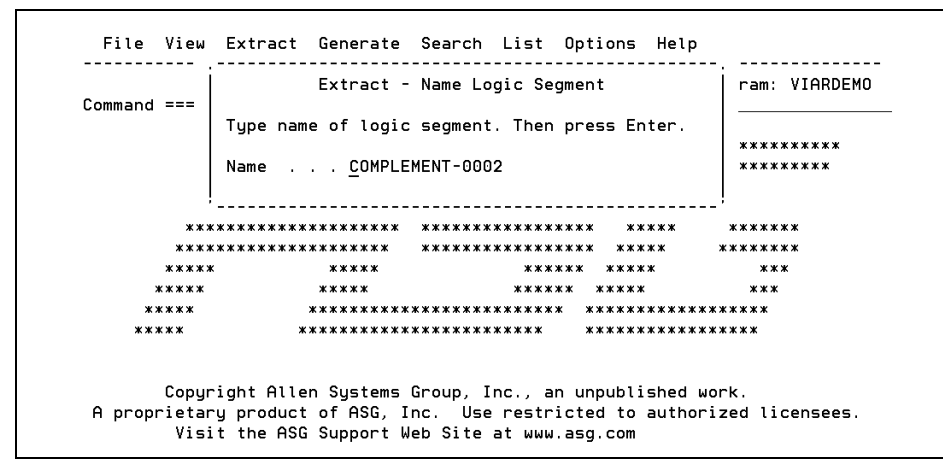 File View Extract Generate Search List Options Help
Extract - Name Logic Segment
ram: VIARDEMO
Command ===
Type name of logic segment. Then press Enter.
Name . . . COMPLEMENT-0002
Copyright Allen Systems Group, Inc., an unpublished work.
A proprietary product of ASG, Inc. Use restricted to authorized licensees.
Visit the ASG Support Web Site at www.asg.com